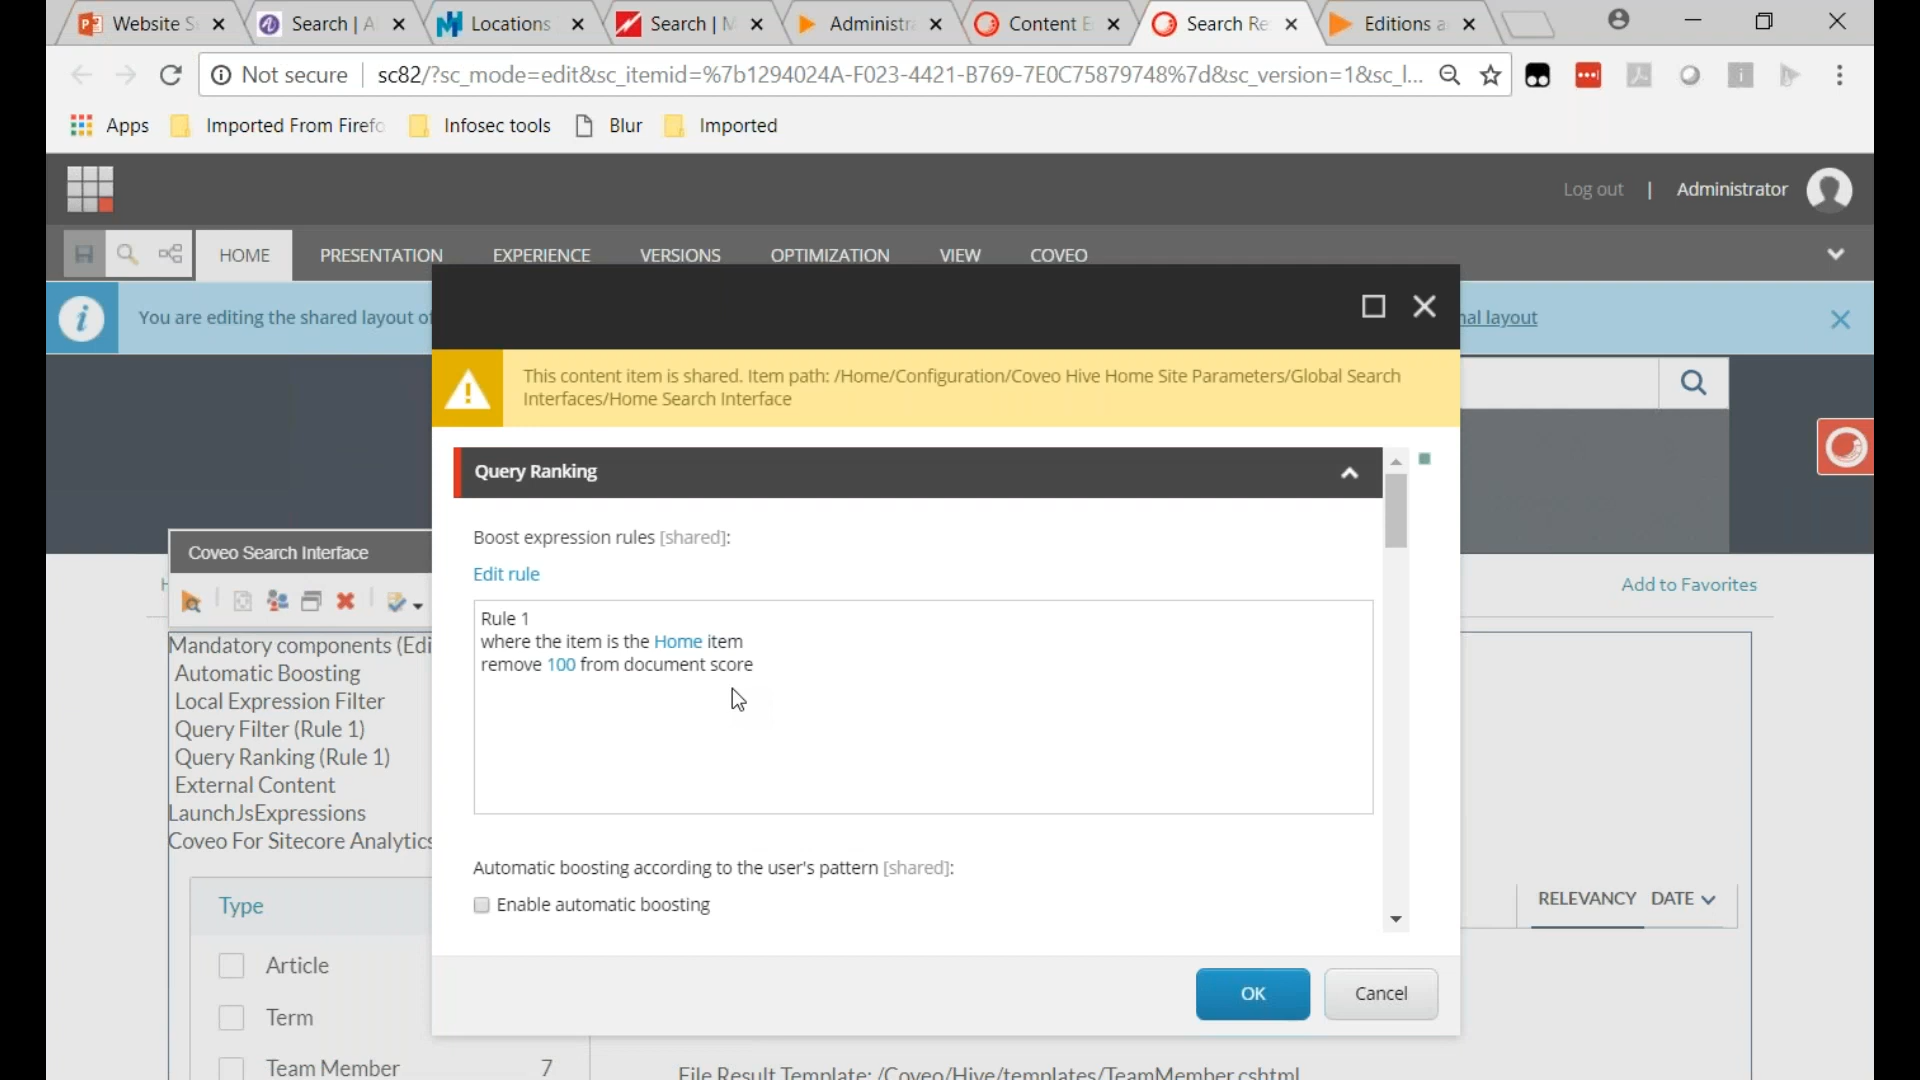 Website S
Search | A
Locations
Search | M
Administra
Content E
Search Re
Editions a
Not secure
sc82/?sc_mode=edit&sc_itemid=%7b1294024A-F023-4421-B769-7E0C75879748%7d&sc_version=1&sc_l...
Apps
Imported From Firefo
Infosec tools
Blur
Imported
Log out | Administrator
HOME
PRESENTATION
EXPERIENCE
VERSIONS
OPTIMIZATION
VIEW
COVEO
You are editing the shared layout of
nal layout
This content item is shared. Item path: /Home/Configuration/Coveo Hive Home Site Parameters/Global Search
Interfaces/Home Search Interface
Query Ranking
Boost expression rules [shared]:
Edit rule
Rule 1
where the item is the Home item
remove 100 from document score
Automatic boosting according to the user's pattern [shared]:
Enable automatic boosting
OK
Cancel
Coveo Search Interface
Add to Favorites
Mandatory components (Edi
Automatic Boosting
Local Expression Filter
Query Filter (Rule 1)
Query Ranking (Rule 1)
External Content
LaunchJsExpressions
Coveo For Sitecore Analytics
Type
RELEVANCY
DATE
Article
Term
Team Member 7
File Result Template: /Coveo/Hive/templates/TeamMember.cshtml